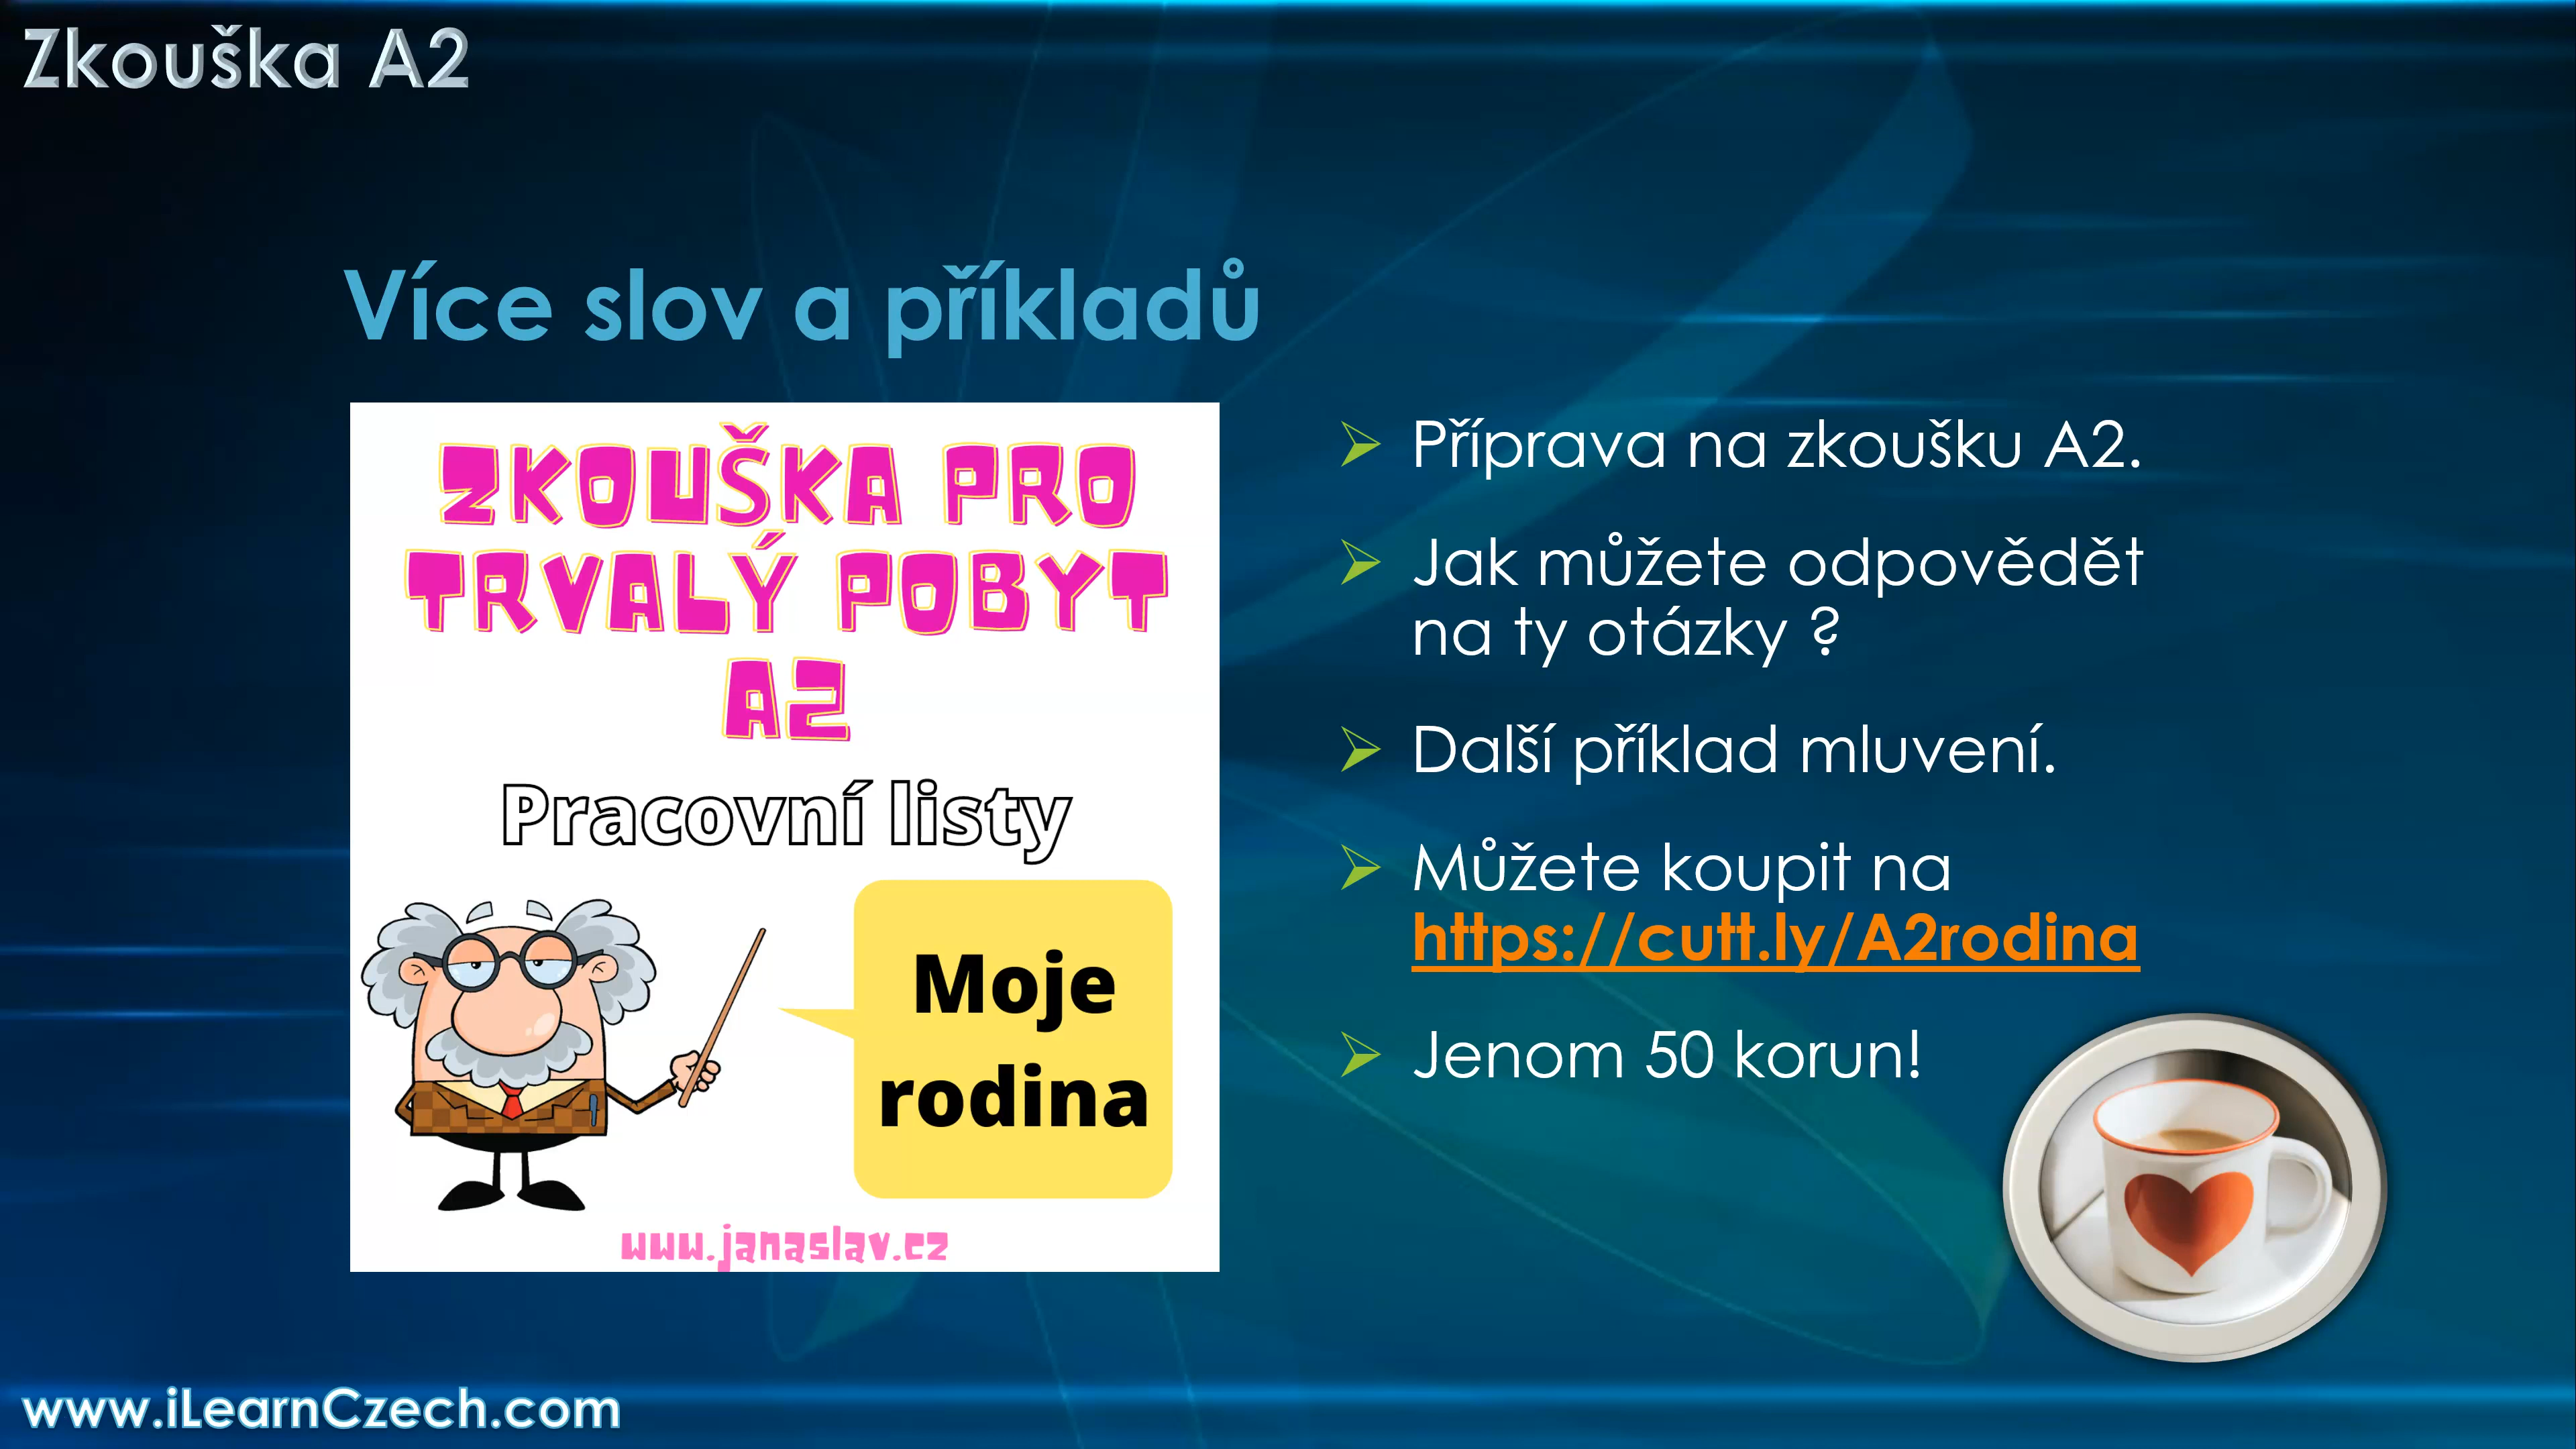 Zkouška A2
Více slov a příkladů
ZKOUŠKA PRO
TRVALÝ POBYT
A2
Pracovní listy
Moje
rodina
www.janaslav.cz
Příprava na zkoušku A2.
Jak můžete odpovědět
na ty otázky ?
Další příklad mluvení.
Můžete koupit na
https://cutt.ly/A2rodina
Jenom 50 korun!
www.iLearnCzech.com